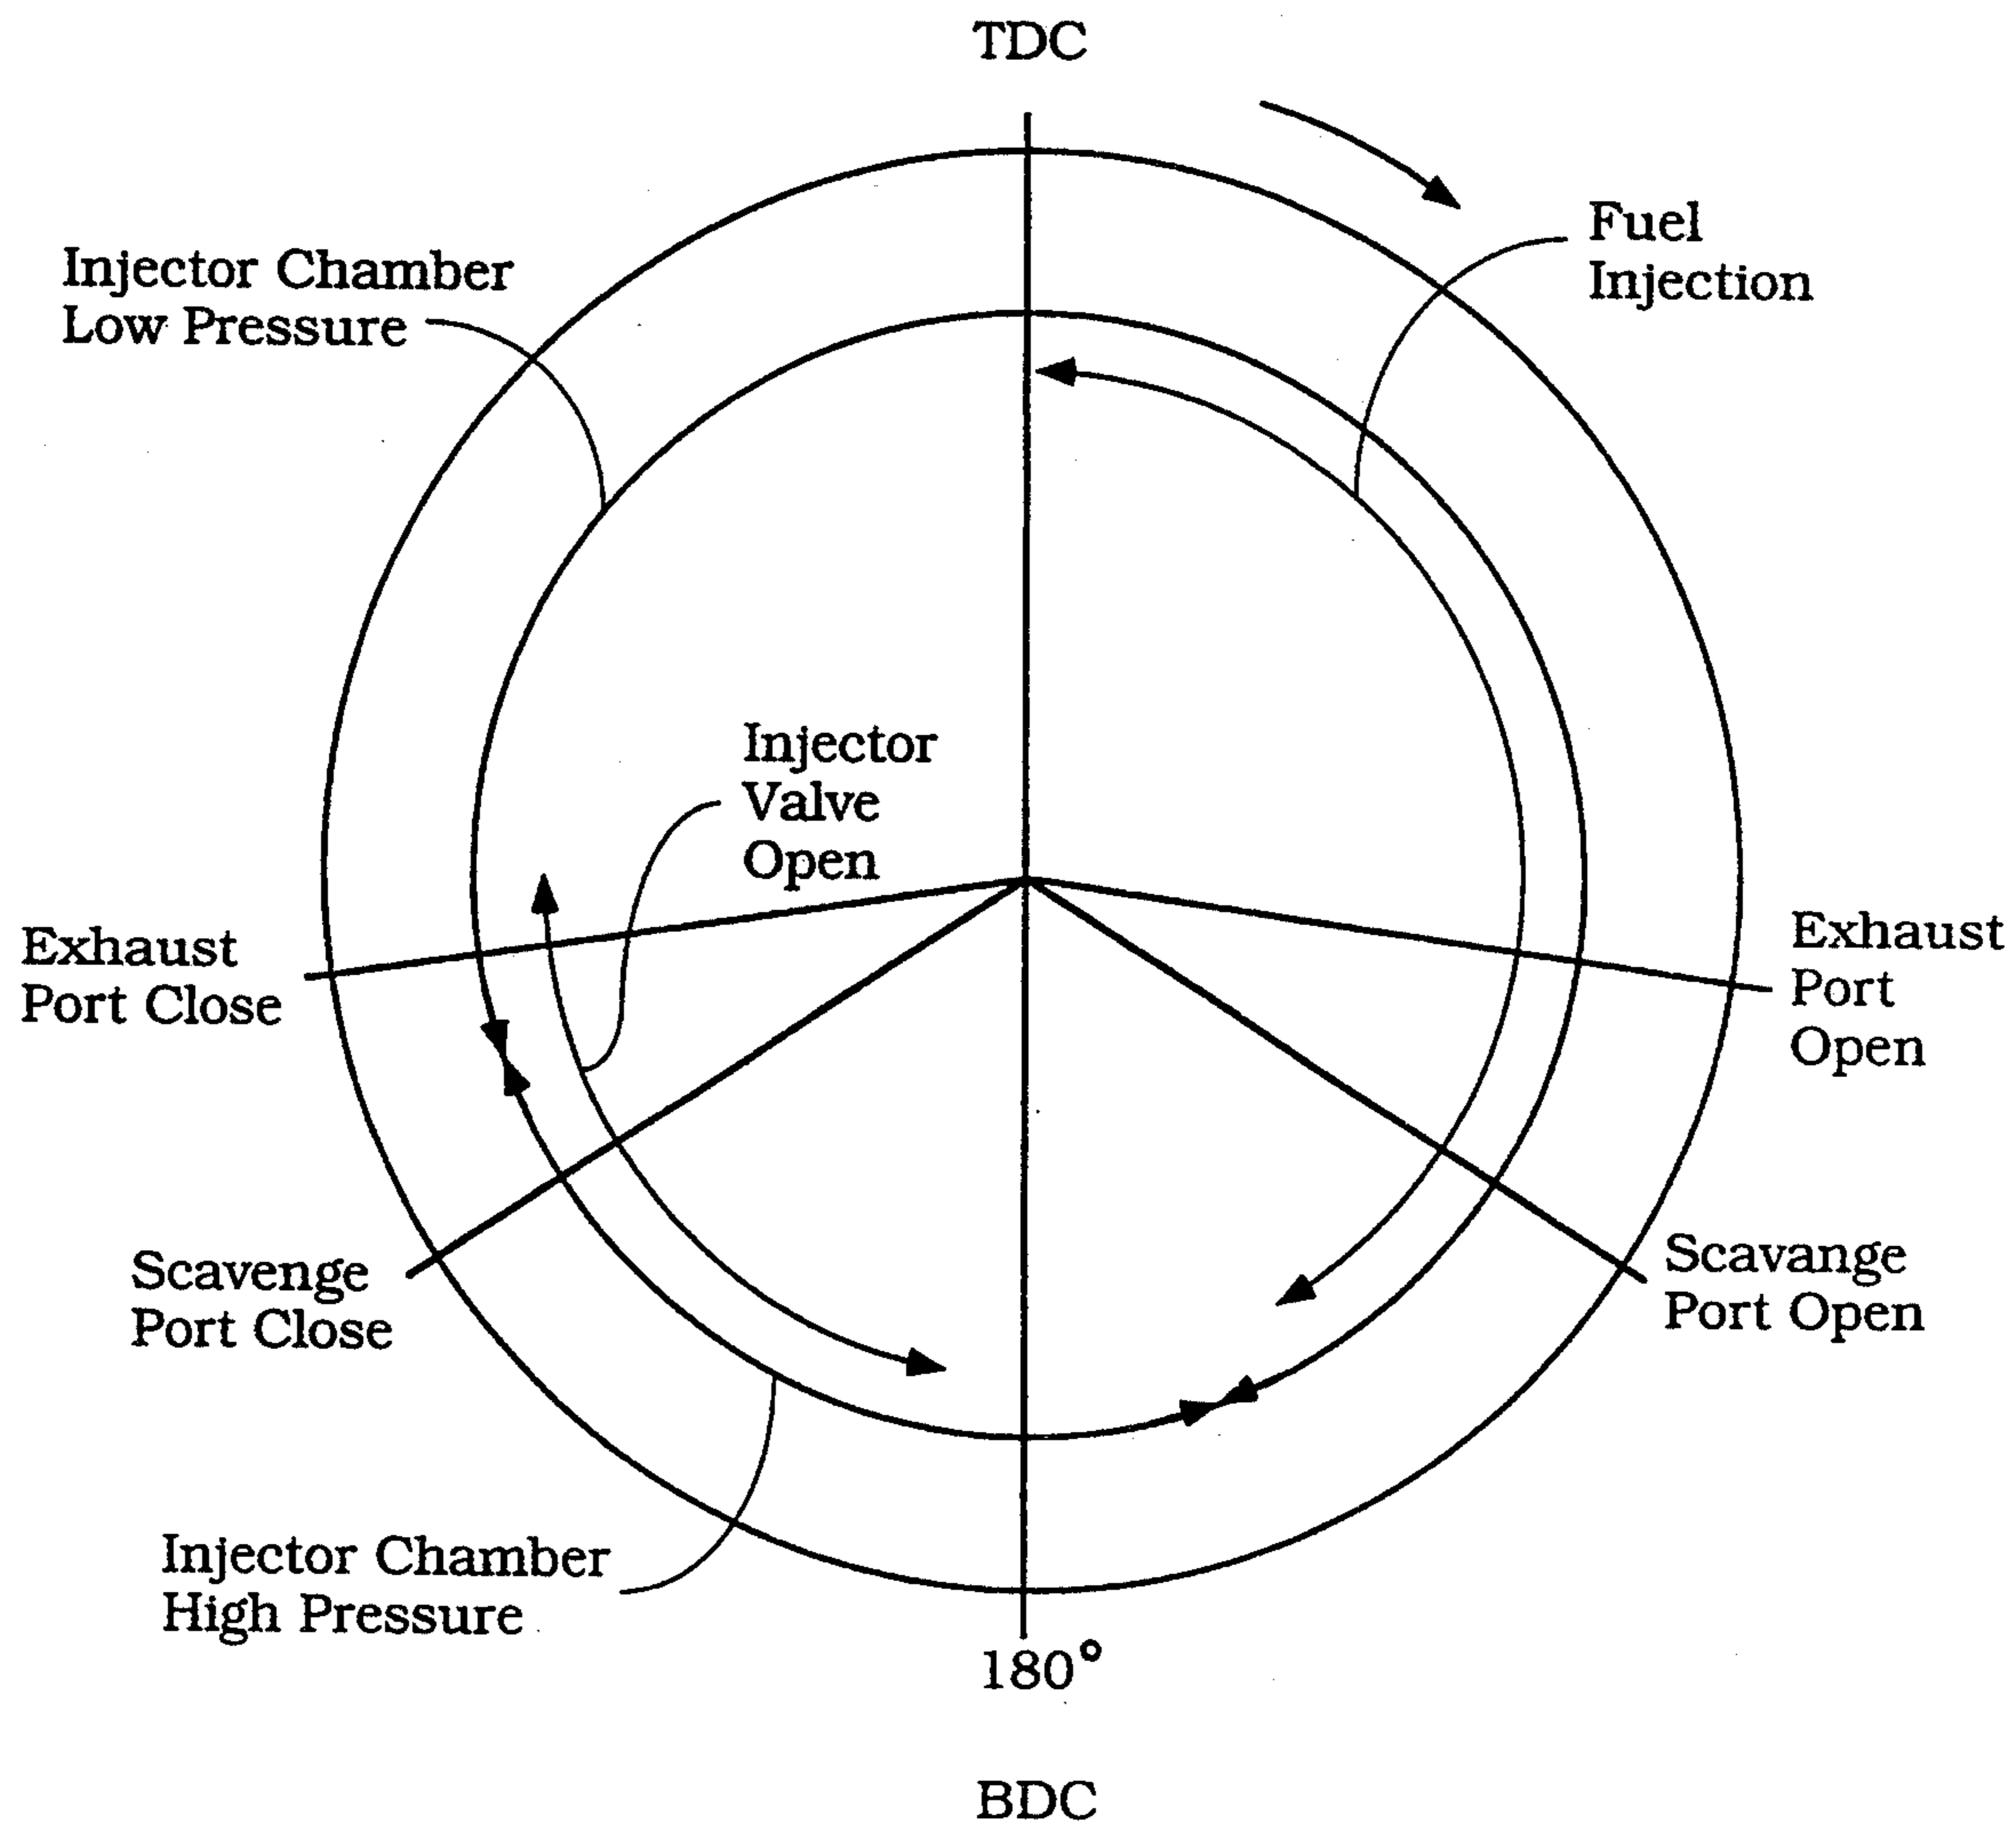 TDC
Fuel
Injection
Injector Chamber
Low Pressure
Injector
Valve
Open
Exhaust
Port Close
Exhaust
Port
Open
Scavenge
Port Close
Scavange
Port Open
Injector Chamber
High Pressure
180°
BDC